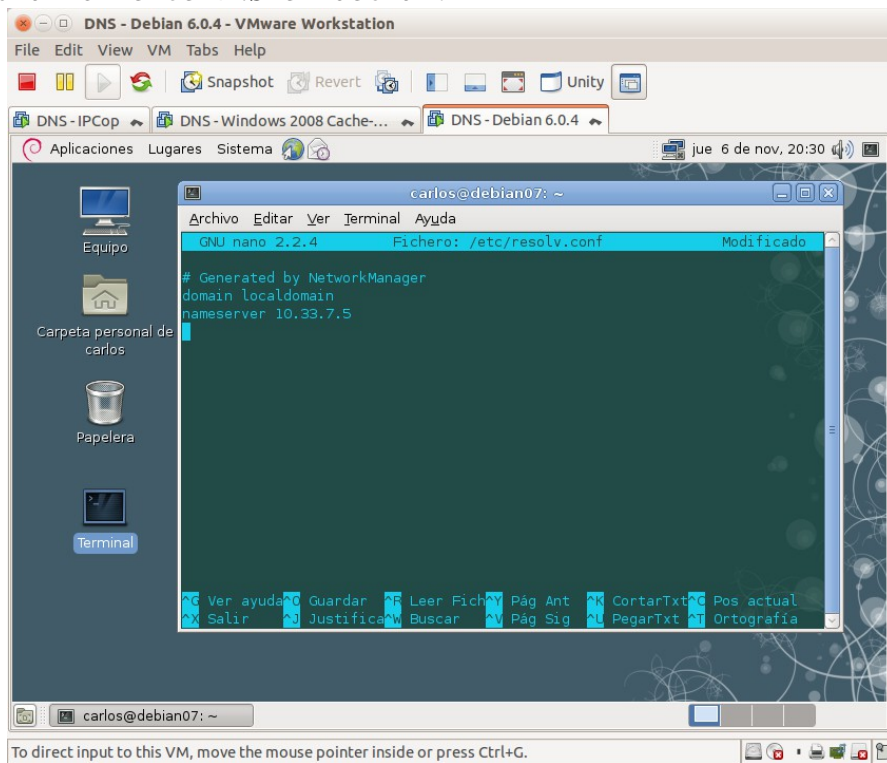 DNS - Debian 6.0.4 - VMware Workstation
File Edit View VM Tabs Help
Snapshot Revert Unity
DNS - IPCop DNS - Windows 2008 Cache-... DNS - Debian 6.0.4
Aplicaciones Lugares Sistema jue 6 de nov, 20:30
carlos@debian07: ~
Archivo Editar Ver Terminal Ayuda
GNU nano 2.2.4 Fichero: /etc/resolv.conf Modificado
# Generated by NetworkManager
domain localdomain
nameserver 10.33.7.5
Equipo
Carpeta personal de
carlos
Papelera
Terminal
^G Ver ayuda^O Guardar ^R Leer Fich^Y Pág Ant ^K CortarTxt^C Pos actual
^X Salir ^J Justifica^W Buscar ^V Pág Sig ^U PegarTxt ^T Ortografía
carlos@debian07: ~
To direct input to this VM, move the mouse pointer inside or press Ctrl+G.